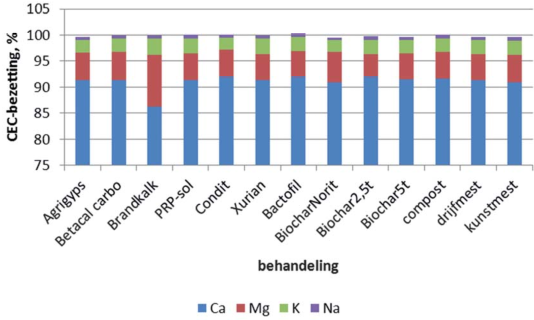 CEC-bezetting, %
105
100
95
90
85
80
75
Agrigyps
Betacal carbo
Brandkalk
PRP-sol
Condit
Xurian
Bactofil
BiocharNorit
Biochar2,5t
Biochar5t
compost
drijfmest
kunstmest
behandeling
Ca Mg K Na